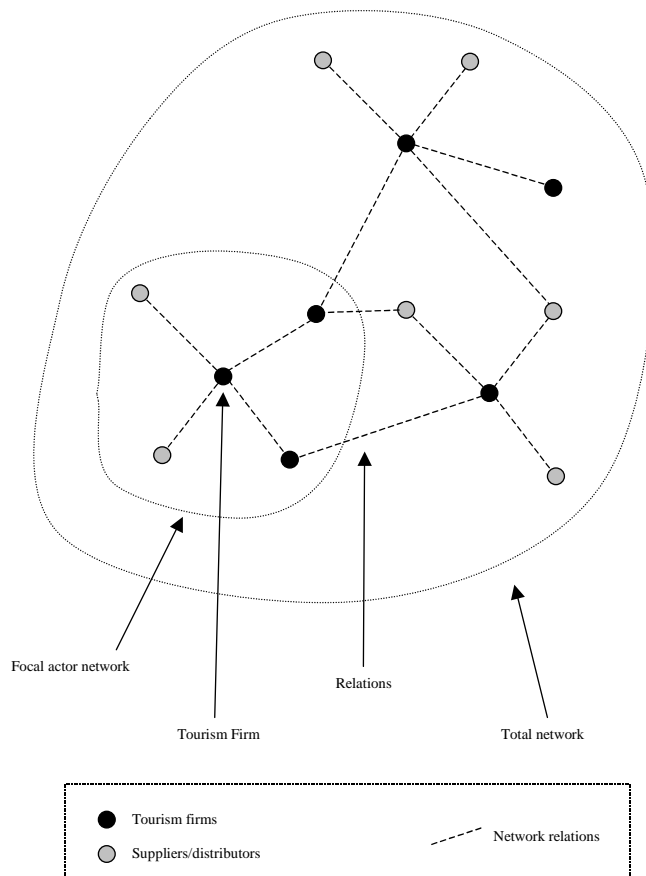 Focal actor network
Relations
Tourism Firm
Total network
Tourism firms
Network relations
Suppliers/distributors